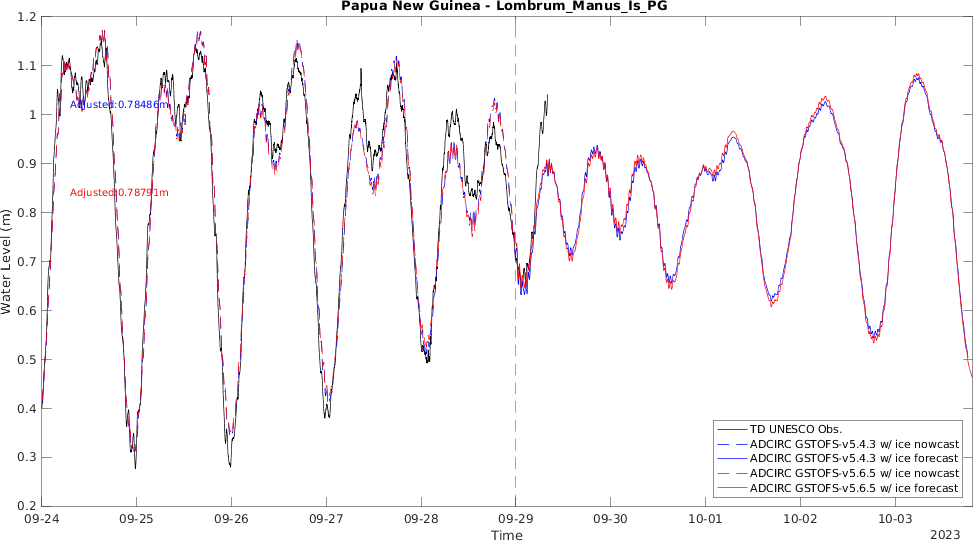 Papua New Guinea - Lombrum_Manus_Is_PG
1.2
1.1
1
0.9
0.8
0.7
0.6
0.5
0.4
0.3
0.2
Water Level (m)
Adjusted:0.78486m
Adjusted:0.78791m
TD UNESCO Obs.
ADCIRC GSTOFS-v5.4.3 w/ ice nowcast
ADCIRC GSTOFS-v5.4.3 w/ ice forecast
ADCIRC GSTOFS-v5.6.5 w/ ice nowcast
ADCIRC GSTOFS-v5.6.5 w/ ice forecast
09-24 09-25 09-26 09-27 09-28 09-29 09-30 10-01 10-02 10-03
Time
2023